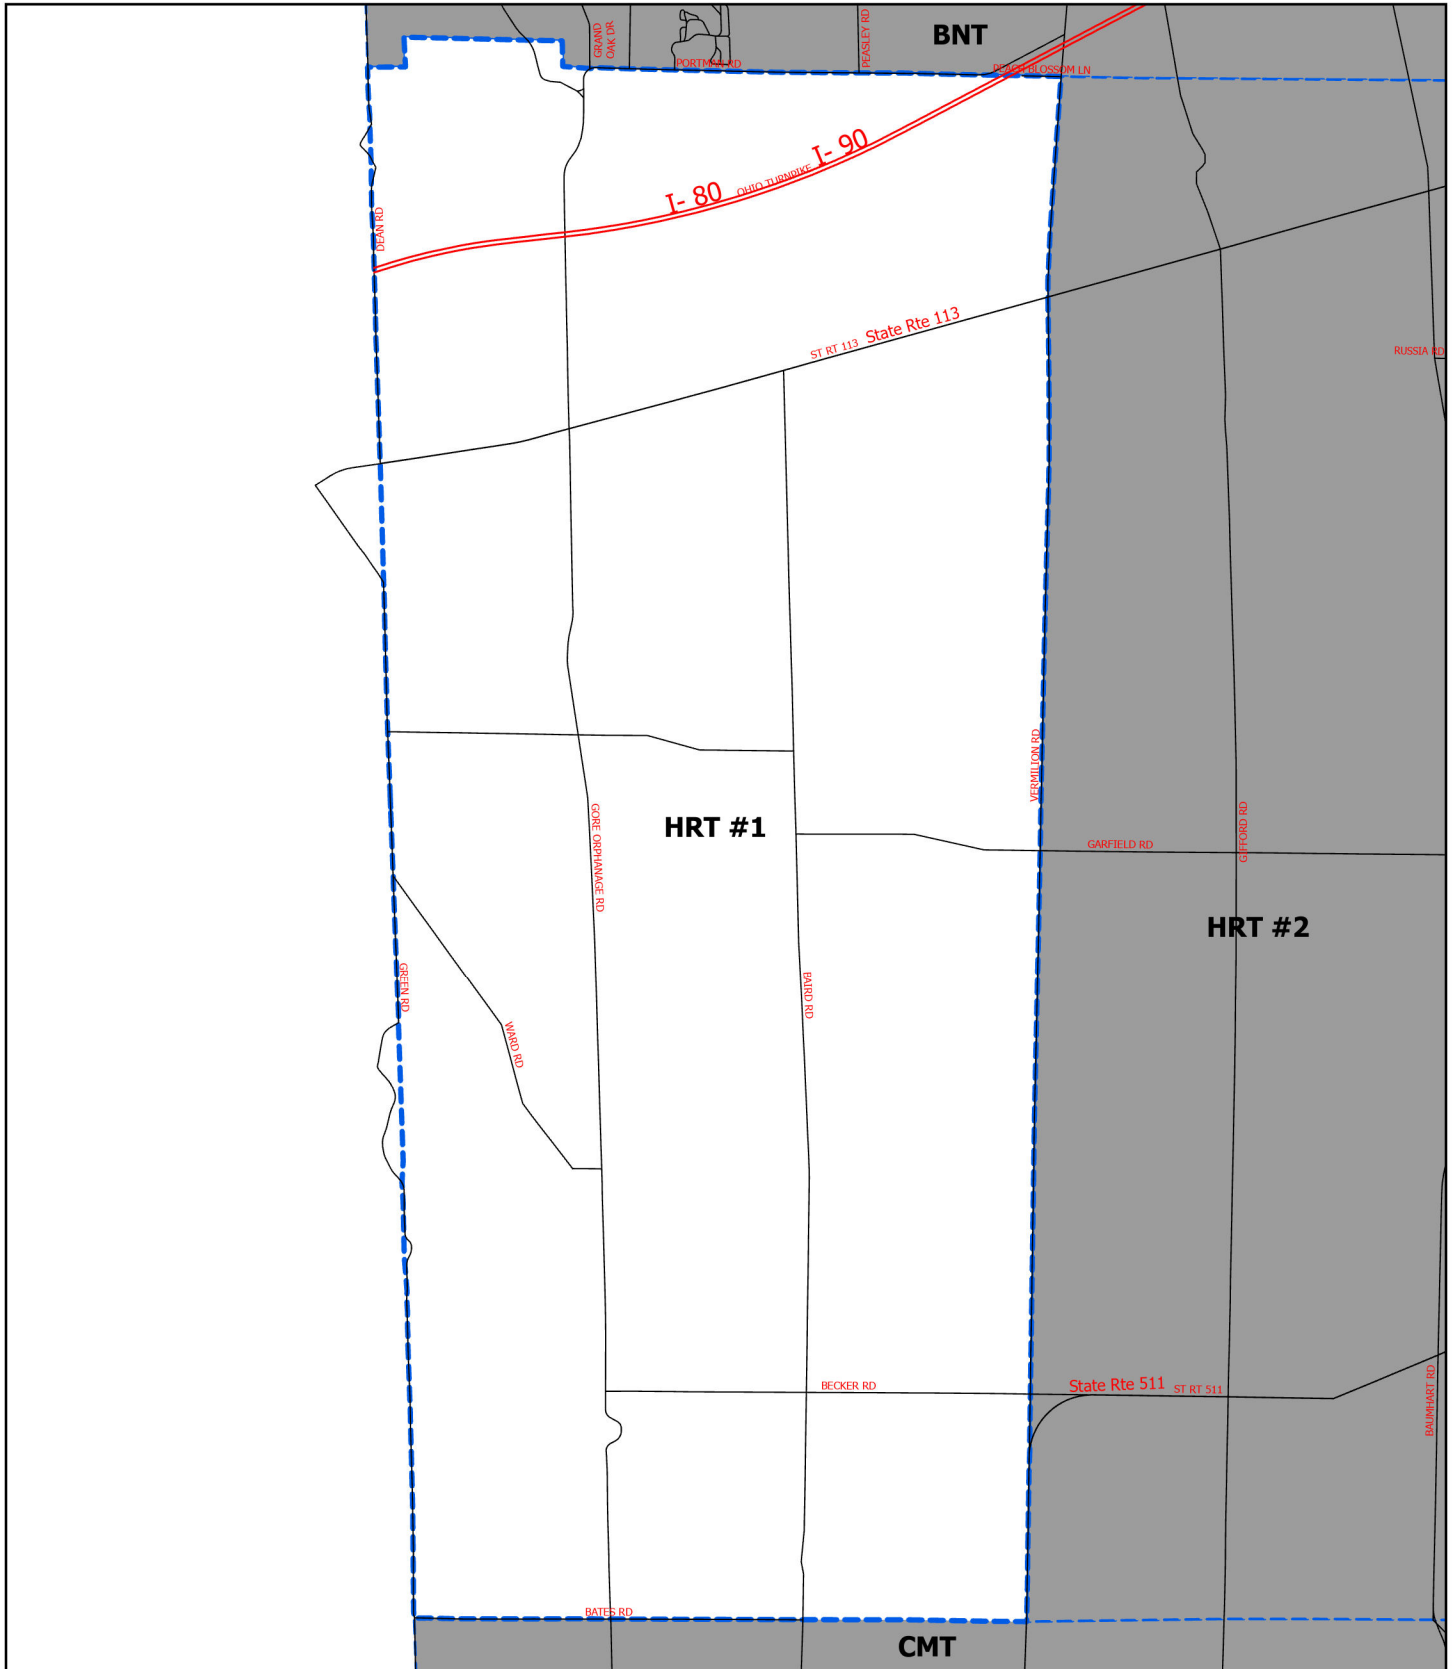 GRAND
OAK DR
PEASLEY RD
BNT
PORTMAN RD
PEACH BLOSSOM LN
I- 90
OHIO TURNPIKE
I- 80
DEAN RD
State Rte 113
ST RT 113
RUSSIA RD
VERMILION RD
GORE ORPHANAGE RD
HRT #1
GIFFORD RD
GARFIELD RD
HRT #2
GREEN RD
BAIRD RD
WARD RD
BECKER RD
State Rte 511
ST RT 511
BAUMHART RD
BATES RD
CMT